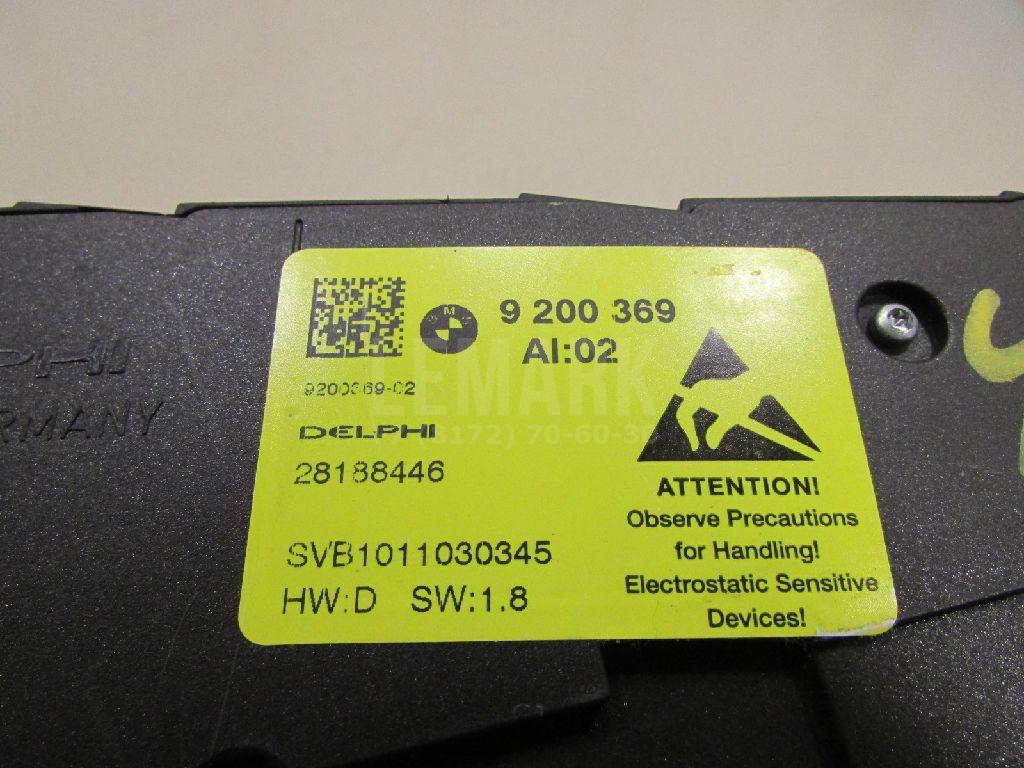 9 200 369
AI:02
9200369-02
DELPHI
28188446
SVB1011030345
HW:D SW:1.8
ATTENTION!
Observe Precautions
for Handling!
Electrostatic Sensitive
Devices!
LEMARK